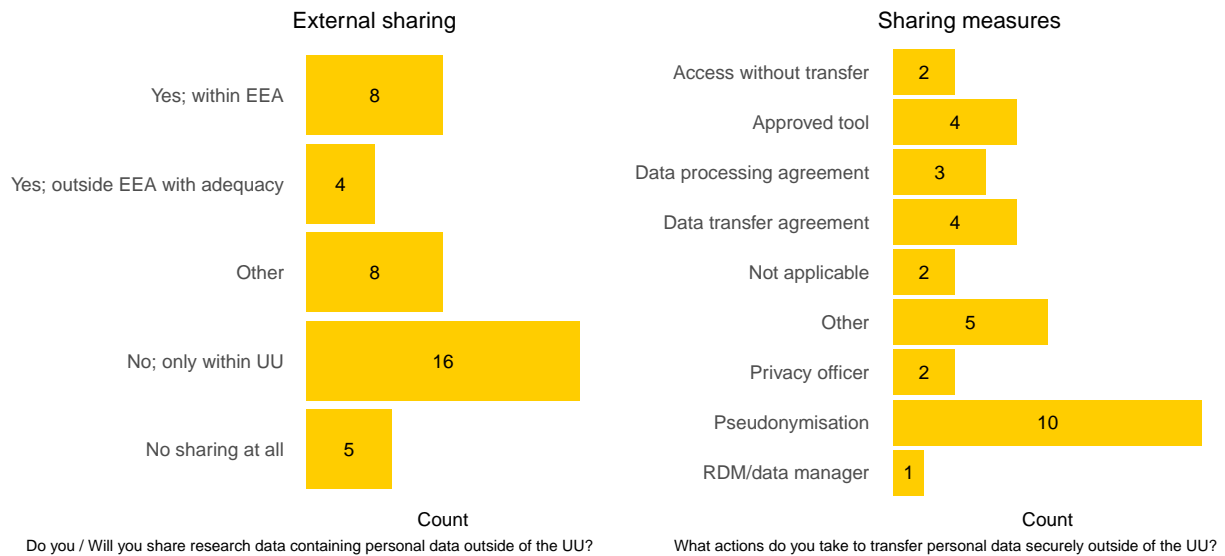 External sharing
Yes; within EEA
8
Yes; outside EEA with adequacy
4
Other
8
No; only within UU
16
No sharing at all
5
Count
Do you / Will you share research data containing personal data outside of the UU?
Sharing measures
Access without transfer
2
Approved tool
4
Data processing agreement
3
Data transfer agreement
4
Not applicable
2
Other
5
Privacy officer
2
Pseudonymisation
10
RDM/data manager
1
Count
What actions do you take to transfer personal data securely outside of the UU?